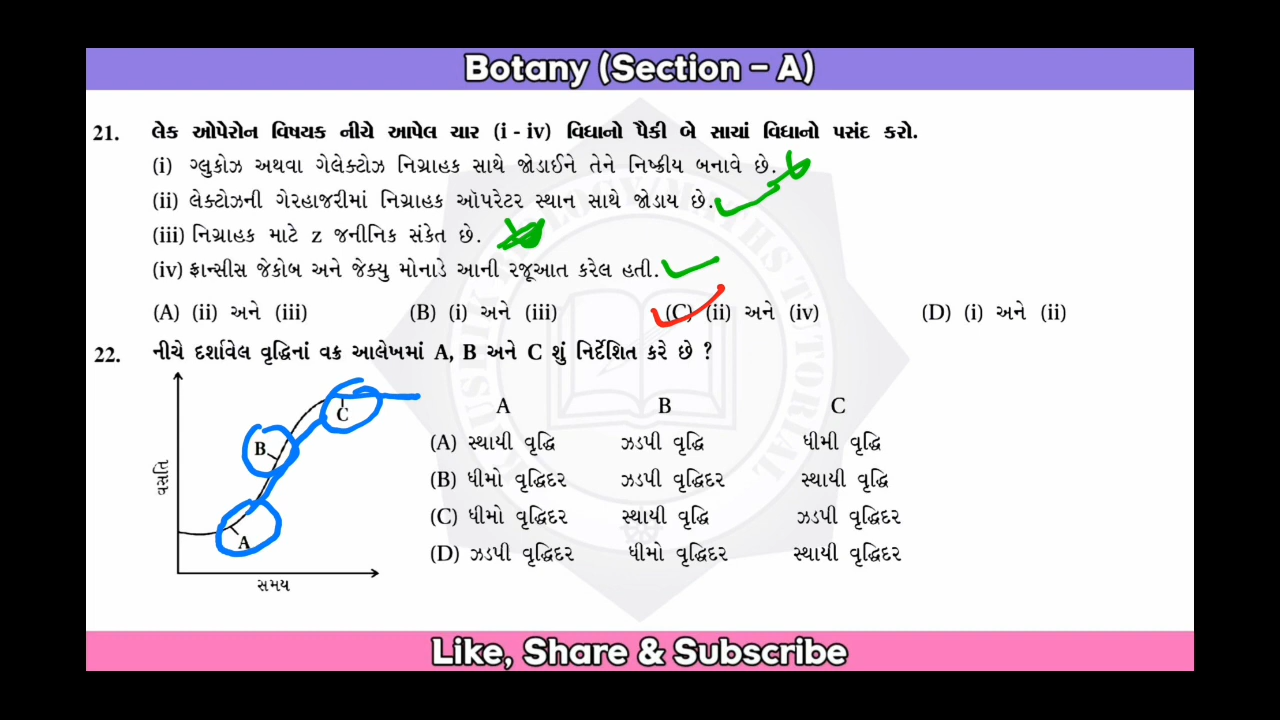 Botany (Section – A)
21. લેક ઓપેરોન વિષયક નીચે આપેલ ચાર (i - iv) વિધાનો પૈકી બે સાચાં વિધાનો પસંદ કરો.
(i) ગ્લુકોઝ અથવા ગેલેક્ટોઝ નિગ્રાહક સાથે જોડાઈને તેને નિષ્ક્રીય બનાવે છે.
(ii) લેક્ટોઝની ગેરહાજરીમાં નિગ્રાહક ઑપરેટર સ્થાન સાથે જોડાય છે.
(iii) નિગ્રાહક માટે z જનીનિક સંકેત છે.
(iv) ફ્રાન્સીસ જેકોબ અને જેક્યુ મોનાડે આની રજૂઆત કરેલ હતી.
(A) (ii) અને (iii) (B) (i) અને (iii) (C) (ii) અને (iv) (D) (i) અને (ii)
22. નીચે દર્શાવેલ વૃદ્ધિનાં વક્ર આલેખમાં A, B અને C શું નિર્દેશિત કરે છે ?
A B C
(A) સ્થાયી વૃદ્ધિ ઝડપી વૃદ્ધિ ધીમી વૃદ્ધિ
(B) ધીમો વૃદ્ધિદર ઝડપી વૃદ્ધિદર સ્થાયી વૃદ્ધિ
(C) ધીમો વૃદ્ધિદર સ્થાયી વૃદ્ધિ ઝડપી વૃદ્ધિદર
(D) ઝડપી વૃદ્ધિદર ધીમો વૃદ્ધિદર સ્થાયી વૃદ્ધિદર
વસતિ
C
B
A
સમય
Like, Share & Subscribe